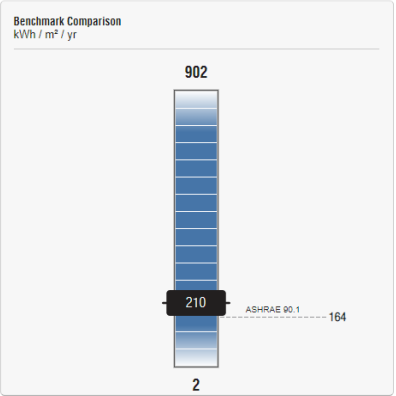 Benchmark Comparison
kWh / m² / yr
902
210
ASHRAE 90.1
164
2